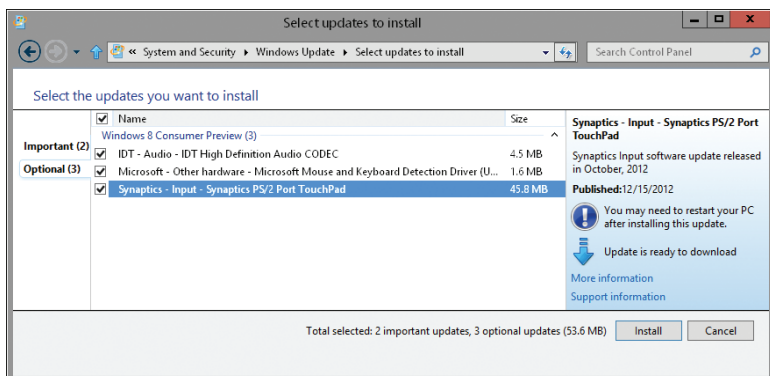 Select updates to install
« System and Security ▸ Windows Update ▸ Select updates to install
Search Control Panel
Select the updates you want to install
Name Size
Important (2)
Optional (3)
Windows 8 Consumer Preview (3)
IDT - Audio - IDT High Definition Audio CODEC 4.5 MB
Microsoft - Other hardware - Microsoft Mouse and Keyboard Detection Driver (U... 1.6 MB
Synaptics - Input - Synaptics PS/2 Port TouchPad 45.8 MB
Synaptics - Input - Synaptics PS/2 Port
TouchPad
Synaptics Input software update released
in October, 2012
Published:12/15/2012
You may need to restart your PC
after installing this update.
Update is ready to download
More information
Support information
Total selected: 2 important updates, 3 optional updates (53.6 MB)
Install
Cancel